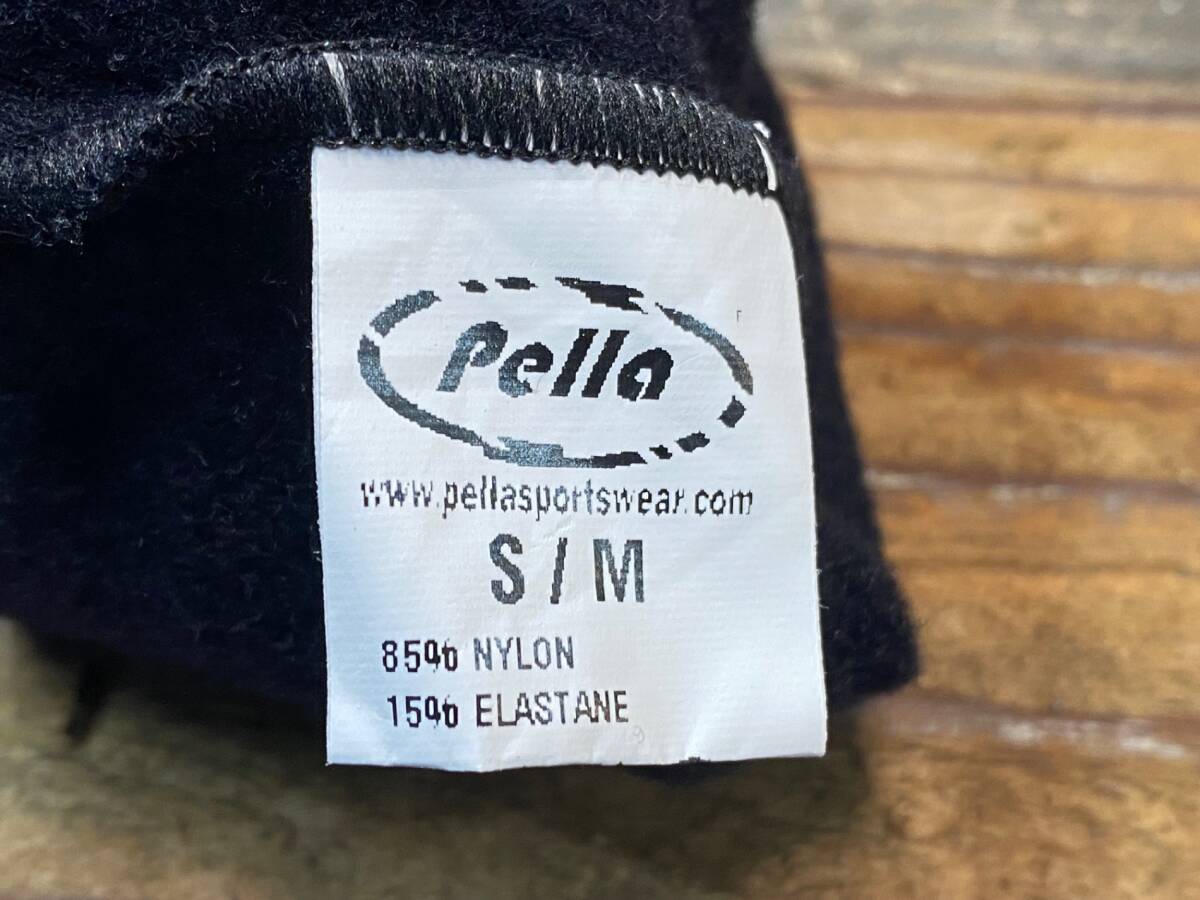 Pella
www.pellasportswear.com
S / M
85% NYLON
15% ELASTANE